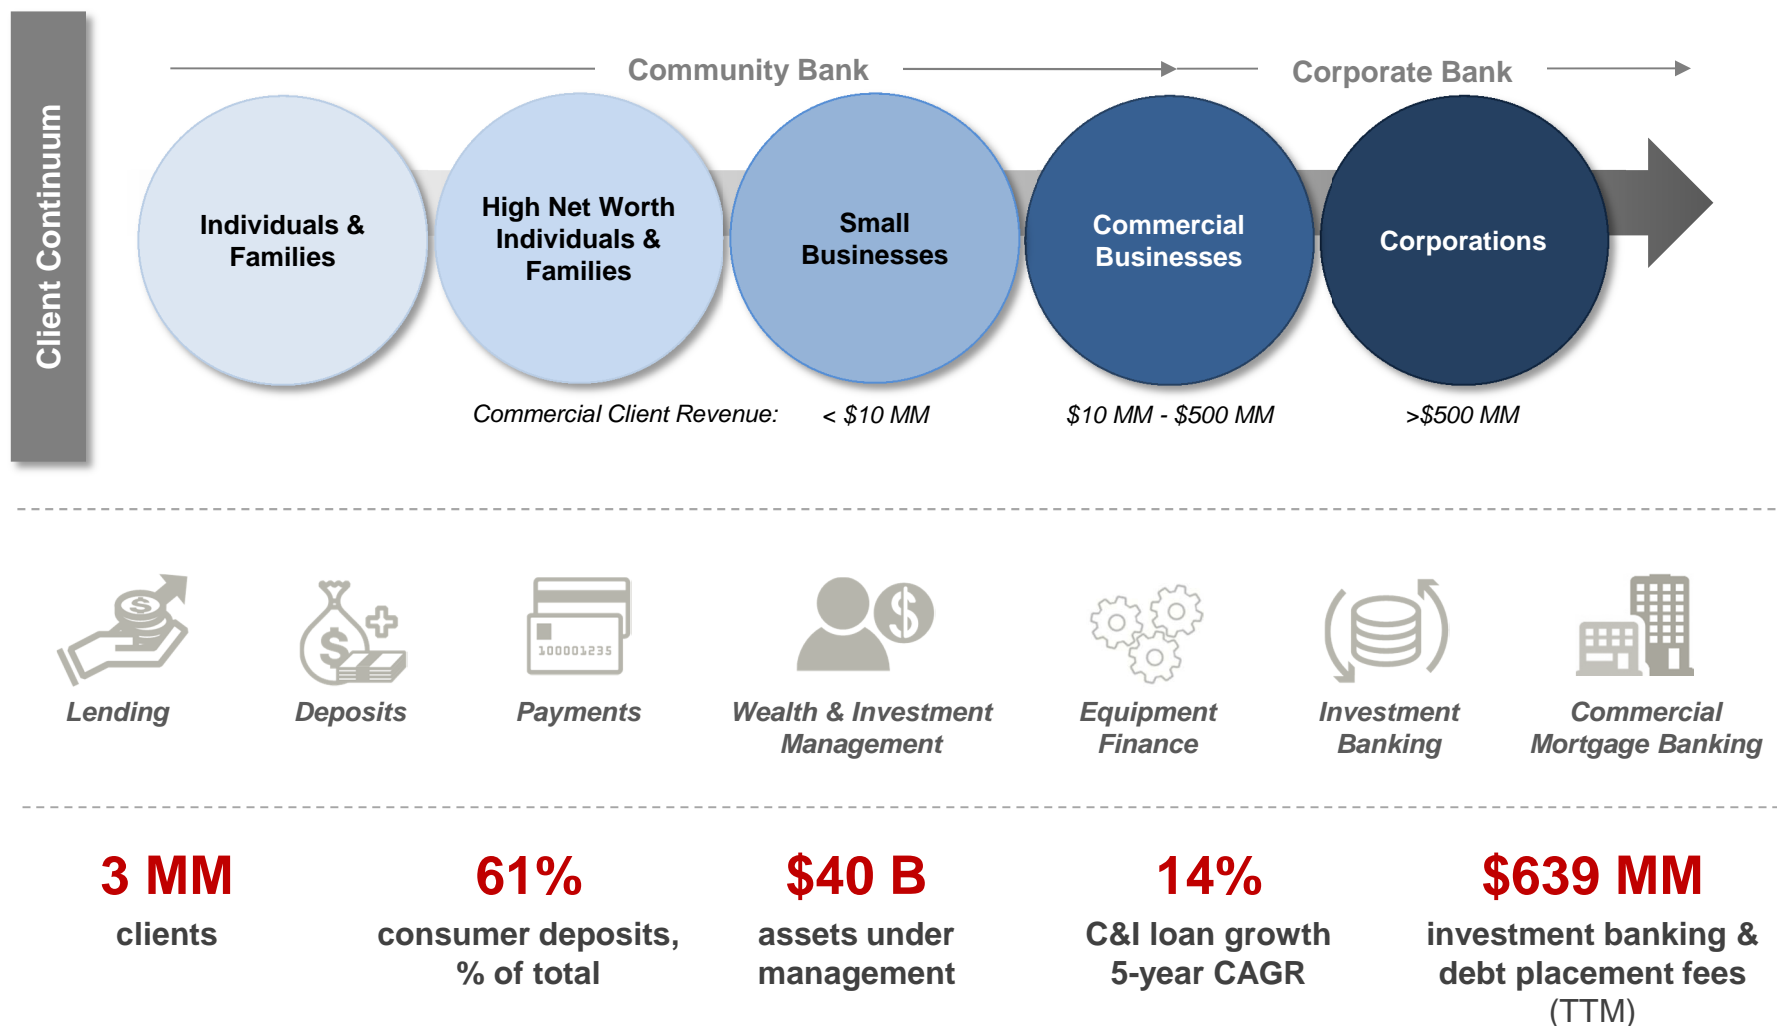 Client Continuum
Community Bank
Corporate Bank
Individuals &
Families
High Net Worth
Individuals &
Families
Small
Businesses
Commercial
Businesses
Corporations
Commercial Client Revenue:
< $10 MM
$10 MM - $500 MM
>$500 MM
$
$
100001235
$
Lending
Deposits
Payments
Wealth & Investment
Management
Equipment
Finance
Investment
Banking
Commercial
Mortgage Banking
3 MM
clients
61%
consumer deposits,
% of total
$40 B
assets under
management
14%
C&I loan growth
5-year CAGR
$639 MM
investment banking &
debt placement fees
(TTM)